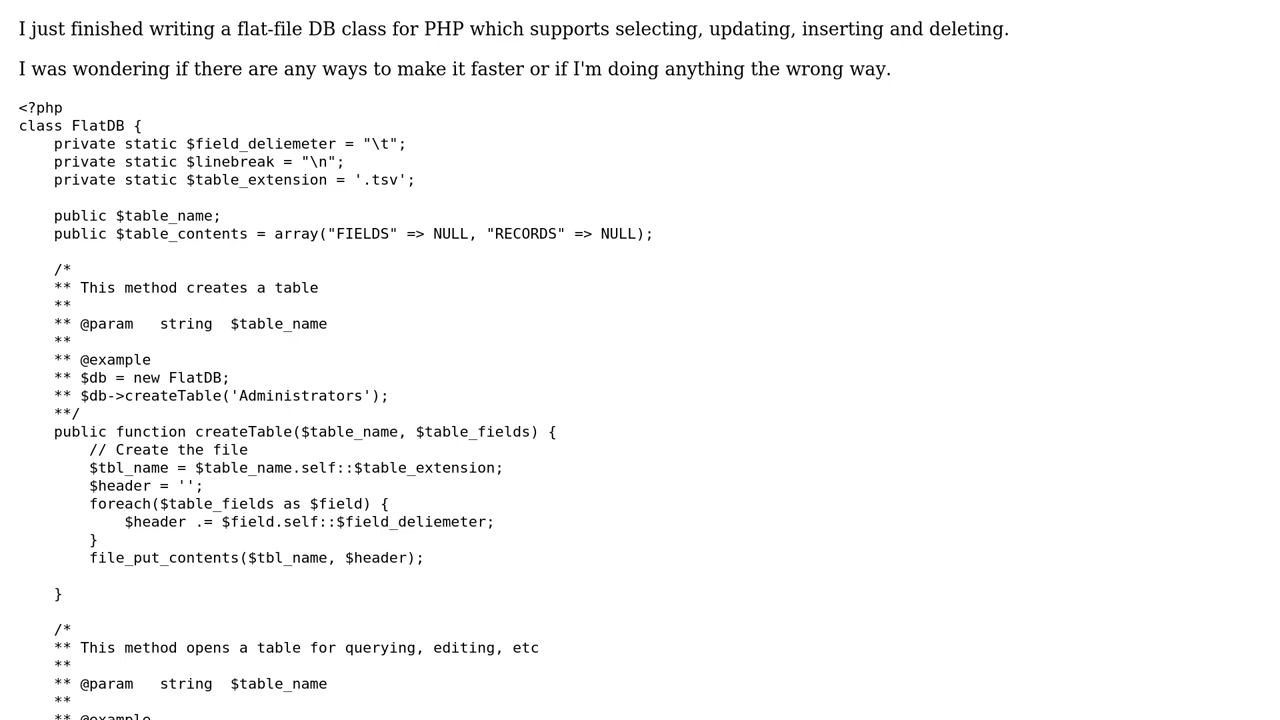 I just finished writing a flat-file DB class for PHP which supports selecting, updating, inserting and deleting.
I was wondering if there are any ways to make it faster or if I'm doing anything the wrong way.
<?php
class FlatDB {
    private static $field_deliemeter = "\t";
    private static $linebreak = "\n";
    private static $table_extension = '.tsv';

    public $table_name;
    public $table_contents = array("FIELDS" => NULL, "RECORDS" => NULL);

    /*
    ** This method creates a table
    **
    ** @param   string  $table_name
    **
    ** @example
    ** $db = new FlatDB;
    ** $db->createTable('Administrators');
    **/
    public function createTable($table_name, $table_fields) {
        // Create the file
        $tbl_name = $table_name.self::$table_extension;
        $header = '';
        foreach($table_fields as $field) {
            $header .= $field.self::$field_deliemeter;
        }
        file_put_contents($tbl_name, $header);

    }

    /*
    ** This method opens a table for querying, editing, etc
    **
    ** @param   string  $table_name
    **
    ** @example